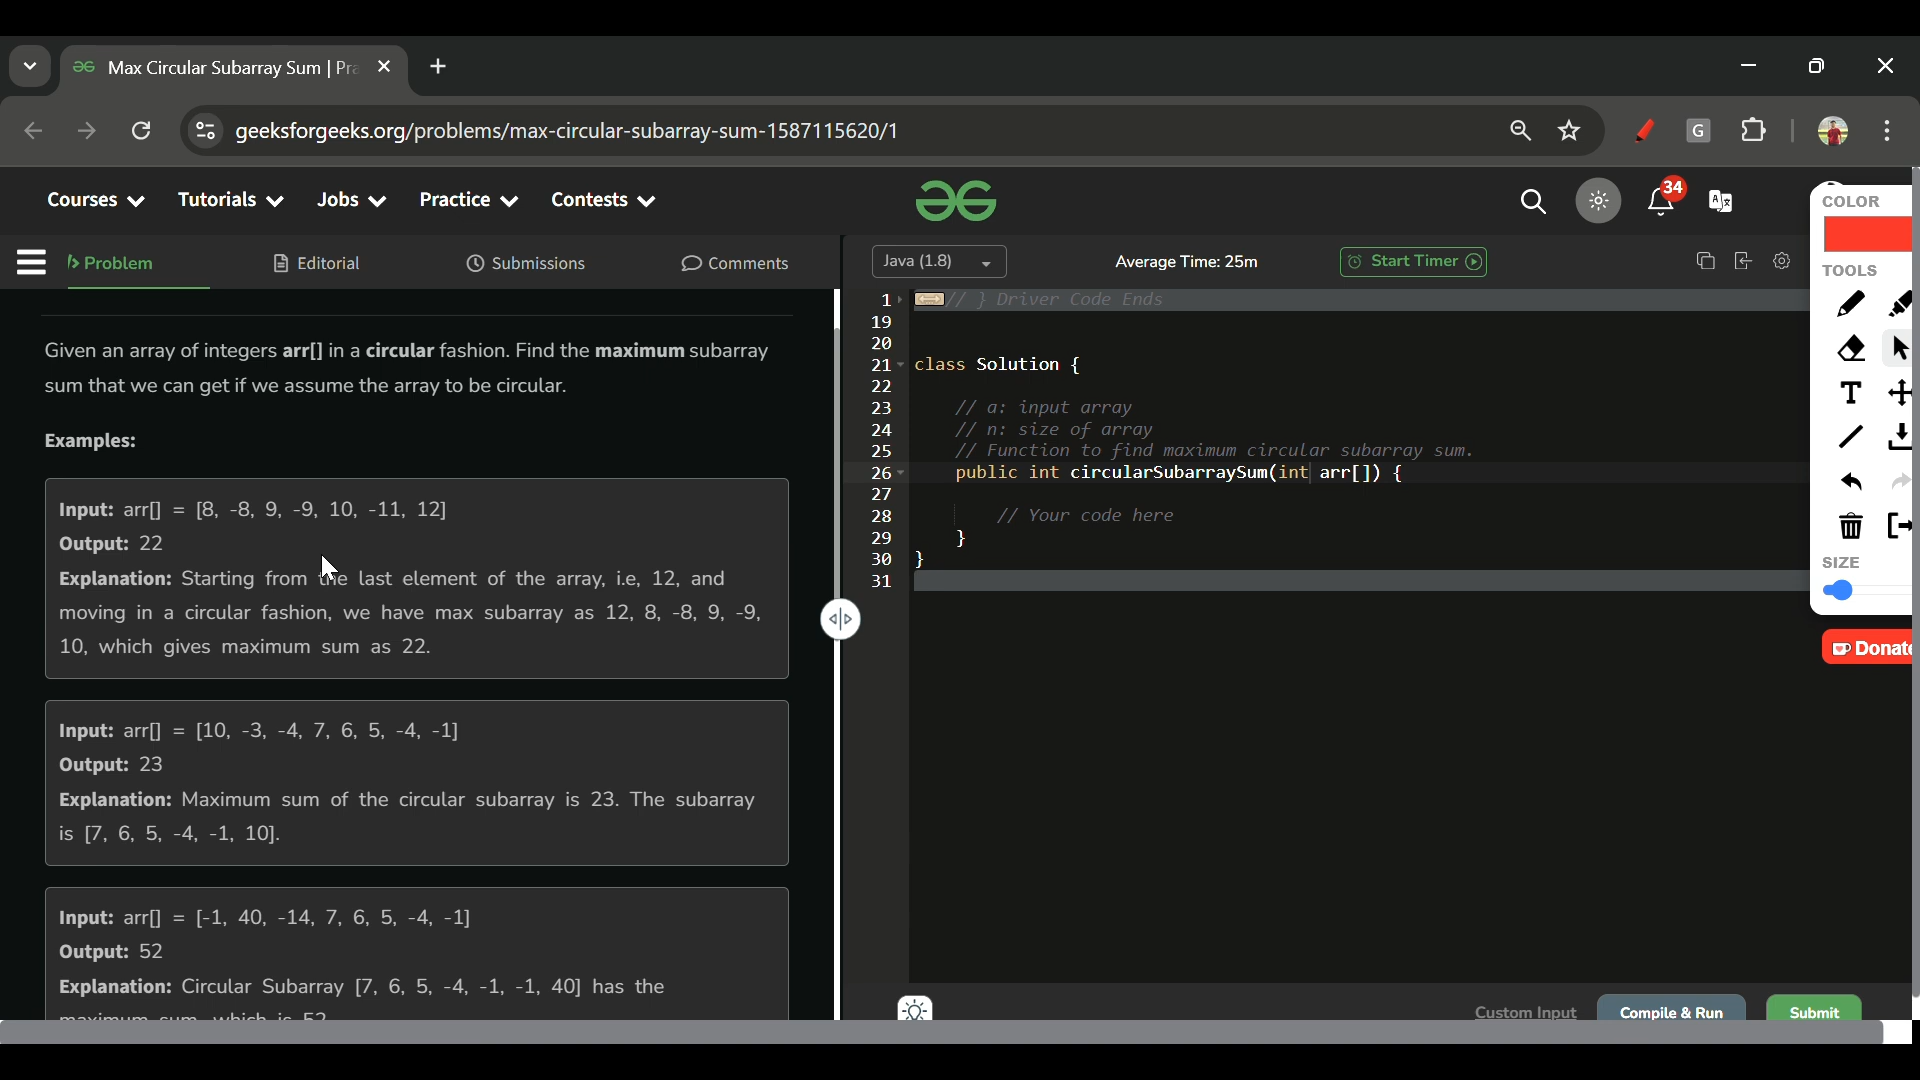 Max Circular Subarray Sum | Pra
geeksforgeeks.org/problems/max-circular-subarray-sum-1587115620/1
G
Courses Tutorials Jobs Practice Contests
34
COLOR
Problem Editorial Submissions Comments
Java (1.8) Average Time: 25m Start Timer
TOOLS
Given an array of integers arr[] in a circular fashion. Find the maximum subarray
sum that we can get if we assume the array to be circular.
Examples:
Input: arr[] = [8, -8, 9, -9, 10, -11, 12]
Output: 22
Explanation: Starting from the last element of the array, i.e, 12, and
moving in a circular fashion, we have max subarray as 12, 8, -8, 9, -9,
10, which gives maximum sum as 22.
Input: arr[] = [10, -3, -4, 7, 6, 5, -4, -1]
Output: 23
Explanation: Maximum sum of the circular subarray is 23. The subarray
is [7, 6, 5, -4, -1, 10].
Input: arr[] = [-1, 40, -14, 7, 6, 5, -4, -1]
Output: 52
Explanation: Circular Subarray [7, 6, 5, -4, -1, -1, 40] has the
maximum sum, which is 52
1 // } Driver Code Ends
19
20
21 class Solution {
22
23 // a: input array
24 // n: size of array
25 // Function to find maximum circular subarray sum.
26 public int circularSubarraySum(int arr[]) {
27
28 // Your code here
29 }
30 }
31
T
SIZE
Donate
Custom Input Compile & Run Submit